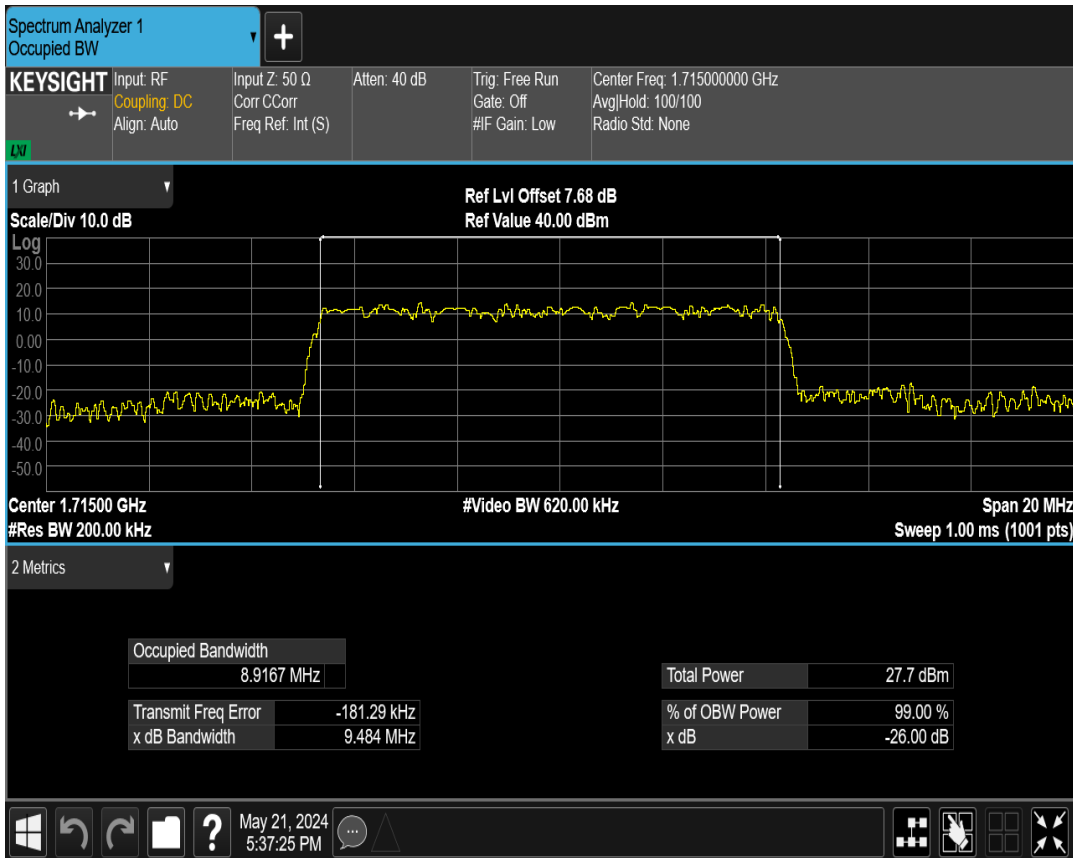 Spectrum Analyzer 1
Occupied BW
KEYSIGHT
LXI
Input: RF
Coupling: DC
Align: Auto
Input Z: 50 Ω
Corr CCorr
Freq Ref: Int (S)
Atten: 40 dB
Trig: Free Run
Gate: Off
#IF Gain: Low
Center Freq: 1.715000000 GHz
Avg|Hold: 100/100
Radio Std: None
1 Graph
Scale/Div 10.0 dB
Ref Lvl Offset 7.68 dB
Ref Value 40.00 dBm
Log
30.0
20.0
10.0
0.00
-10.0
-20.0
-30.0
-40.0
-50.0
Center 1.71500 GHz
#Video BW 620.00 kHz
Span 20 MHz
#Res BW 200.00 kHz
Sweep 1.00 ms (1001 pts)
2 Metrics
Occupied Bandwidth
8.9167 MHz
Total Power 27.7 dBm
Transmit Freq Error -181.29 kHz
% of OBW Power 99.00 %
x dB Bandwidth 9.484 MHz
x dB -26.00 dB
?
May 21, 2024
5:37:25 PM